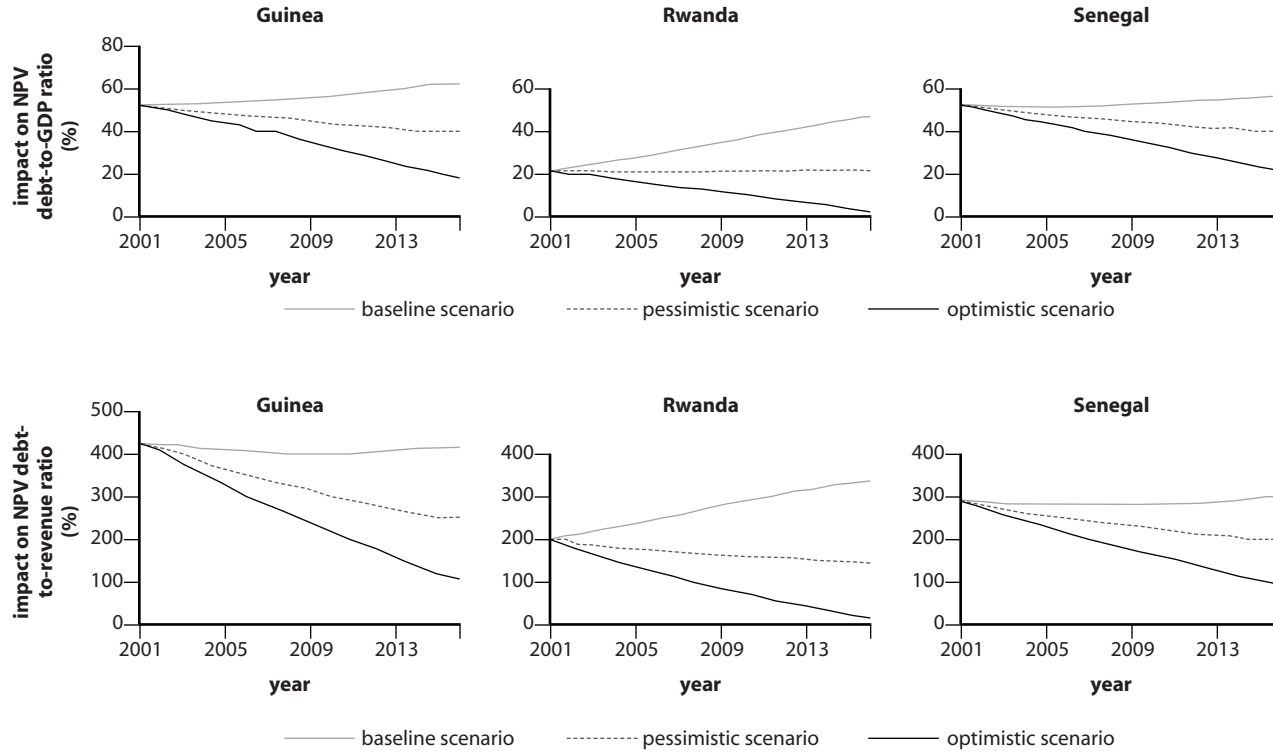 Guinea
Rwanda
Senegal
impact on NPV
debt-to-GDP ratio
(%)
80
60
40
20
0
2001
2005
2009
2013
year
60
40
20
0
2001
2005
2009
2013
year
60
40
20
0
2001
2005
2009
2013
year
baseline scenario
pessimistic scenario
optimistic scenario
Guinea
Rwanda
Senegal
impact on NPV debt-
to-revenue ratio
(%)
500
400
300
200
100
0
2001
2005
2009
2013
year
400
300
200
100
0
2001
2005
2009
2013
year
400
300
200
100
0
2001
2005
2009
2013
year
baseline scenario
pessimistic scenario
optimistic scenario